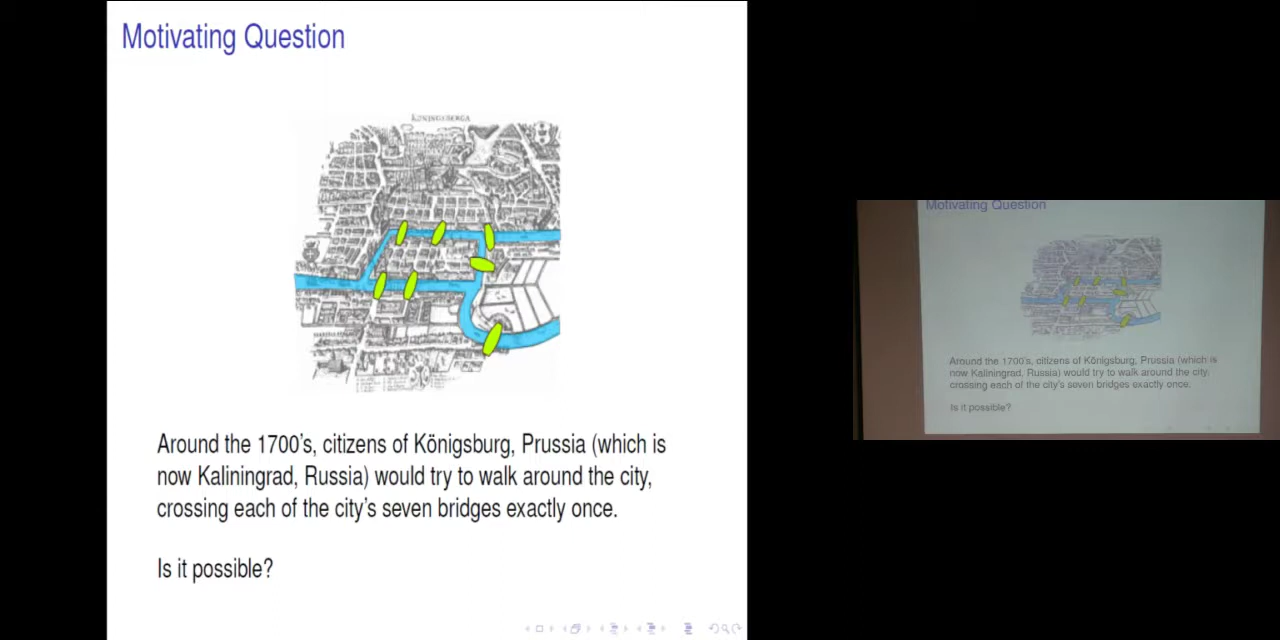 Motivating Question
KONINGSBERGA
Around the 1700's, citizens of Königsburg, Prussia (which is
now Kaliningrad, Russia) would try to walk around the city,
crossing each of the city's seven bridges exactly once.
Is it possible?
Motivating Question
Around the 1700's, citizens of Königsburg, Prussia (which is
now Kaliningrad, Russia) would try to walk around the city,
crossing each of the city's seven bridges exactly once.
Is it possible?